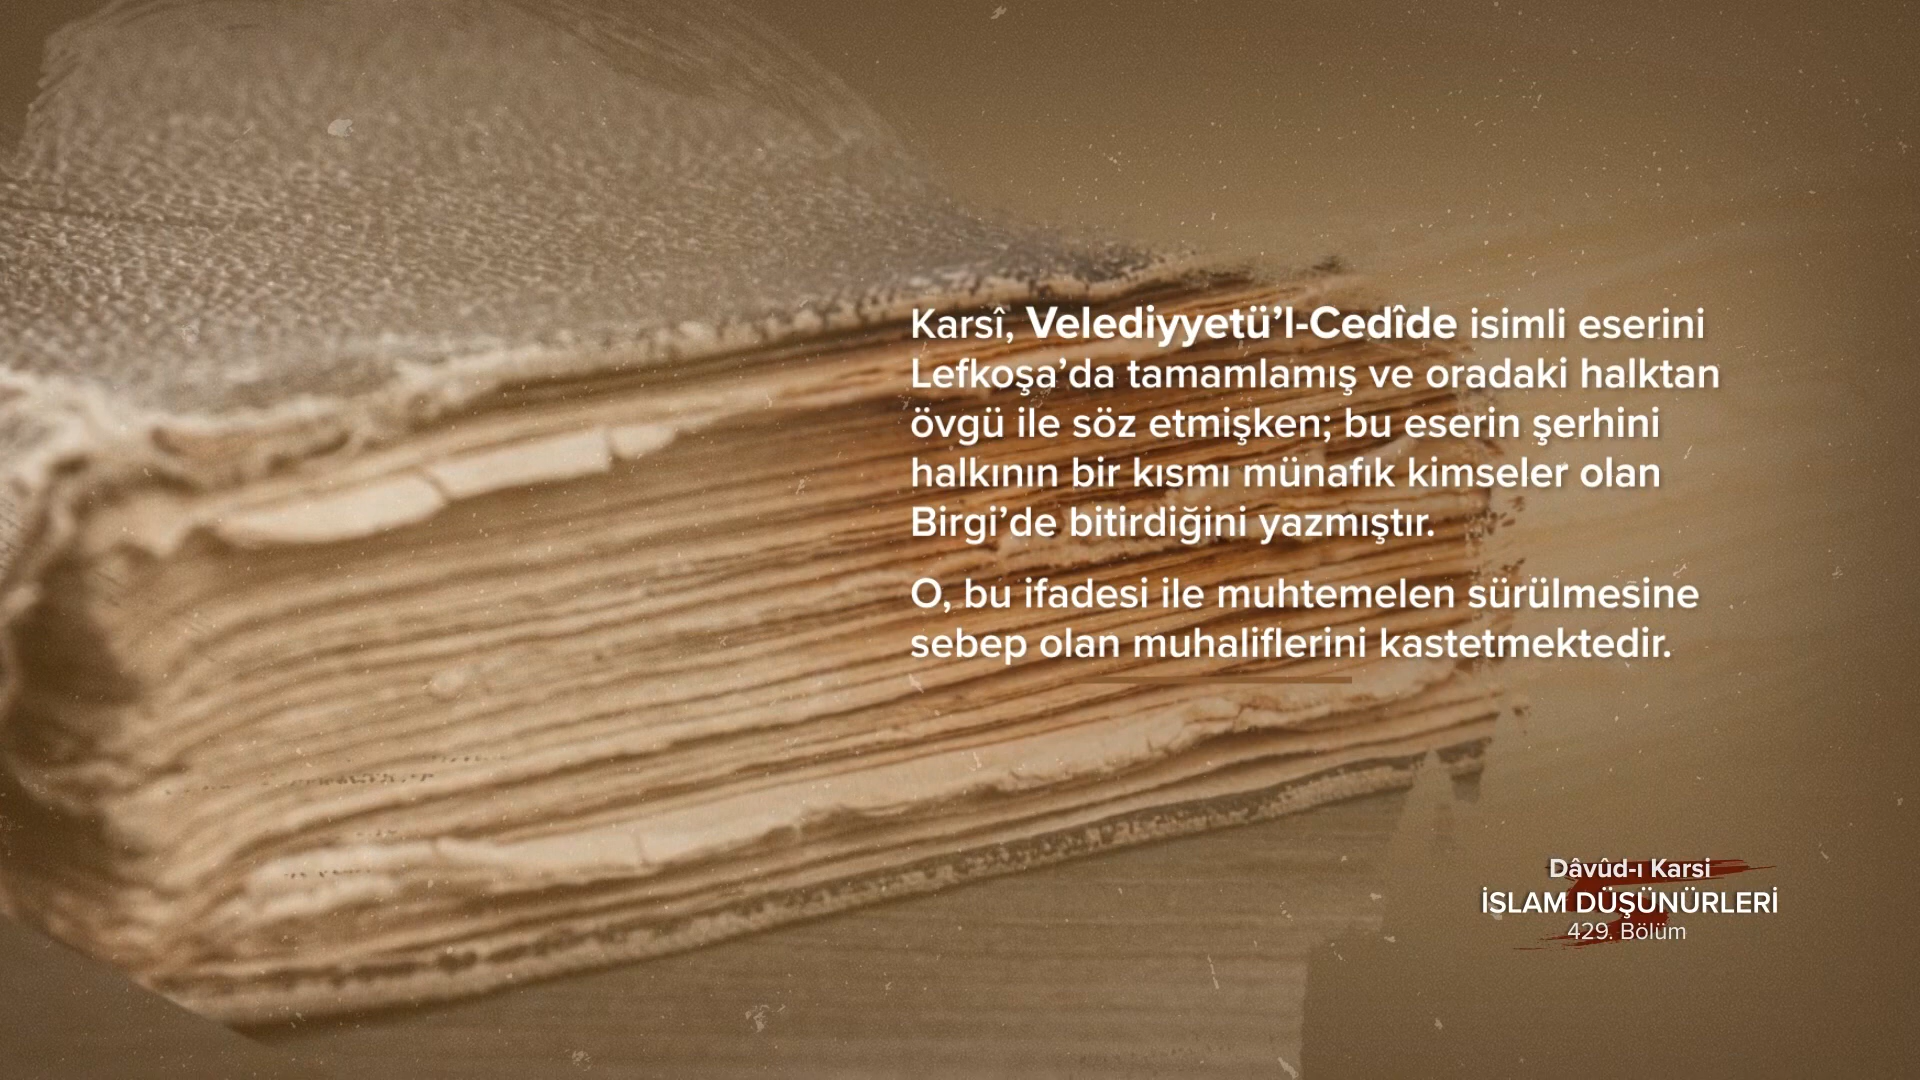 Karsî, Velediyyetü’l-Cedîde isimli eserini
Lefkoşa’da tamamlamış ve oradaki halktan
övgü ile söz etmişken; bu eserin şerhini
halkının bir kısmı münafık kimseler olan
Birgi’de bitirdiğini yazmıştır.
O, bu ifadesi ile muhtemelen sürülmesine
sebep olan muhaliflerini kastetmektedir.
Dâvûd-ı Karsi
İSLAM DÜŞÜNÜRLERİ
429. Bölüm